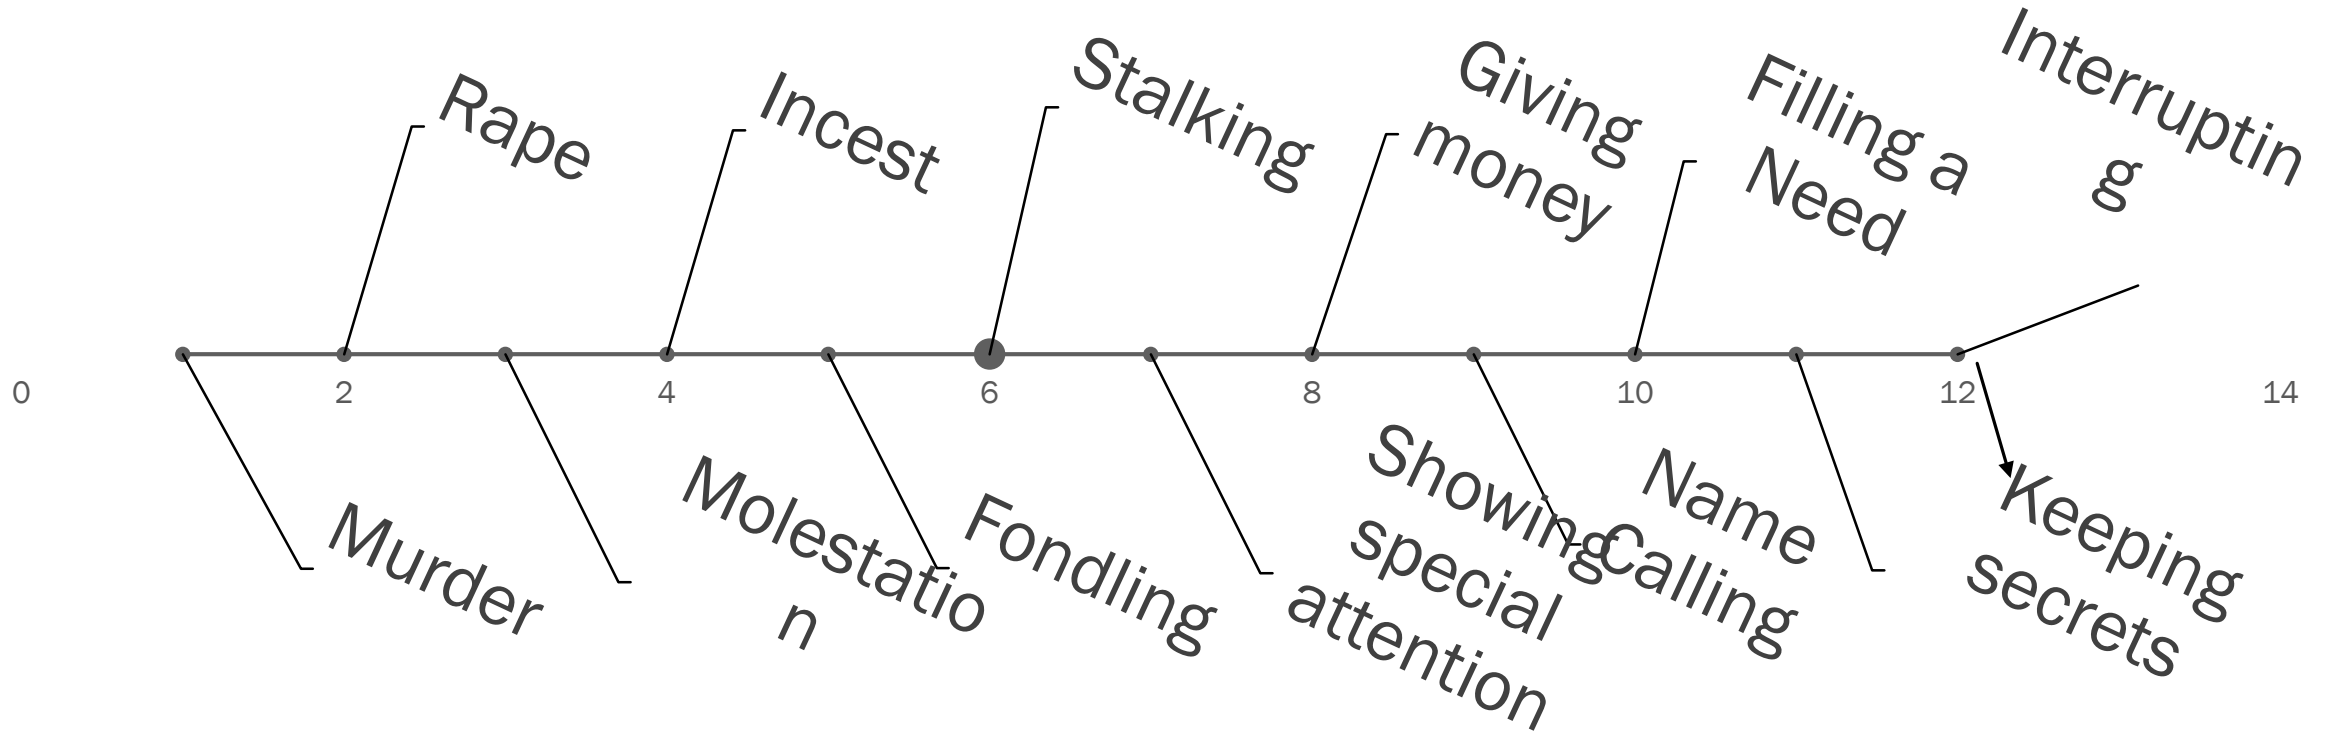 Rape
Incest
Stalking
Giving
money
Filling a
Need
Interruptin
g
0
2
4
6
8
10
12
14
Murder
Molestatio
n
Fondling
Showing
special
attention
Name
Calling
Keeping
secrets